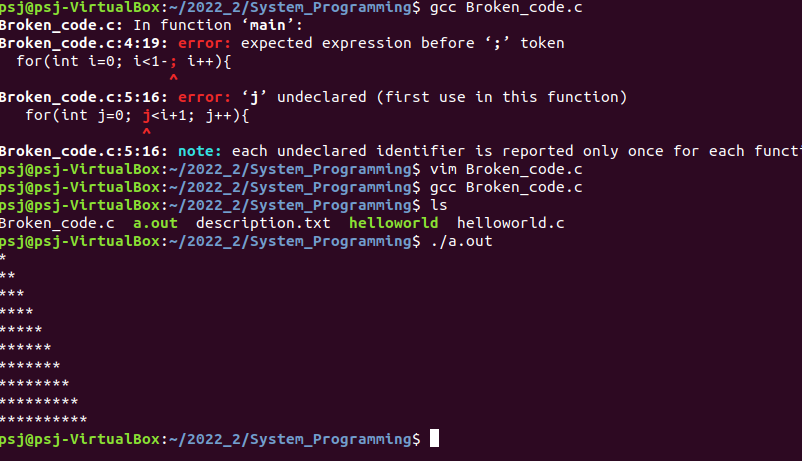 psj@psj-VirtualBox:~/2022_2/System_Programming$ gcc Broken_code.c
Broken_code.c: In function ‘main’:
Broken_code.c:4:19: error: expected expression before ‘;’ token
  for(int i=0; i<1-; i++){
                   ^
Broken_code.c:5:16: error: ‘j’ undeclared (first use in this function)
   for(int j=0; j<i+1; j++){
                ^
Broken_code.c:5:16: note: each undeclared identifier is reported only once for each functi
psj@psj-VirtualBox:~/2022_2/System_Programming$ vim Broken_code.c
psj@psj-VirtualBox:~/2022_2/System_Programming$ gcc Broken_code.c
psj@psj-VirtualBox:~/2022_2/System_Programming$ ls
Broken_code.c  a.out  description.txt  helloworld  helloworld.c
psj@psj-VirtualBox:~/2022_2/System_Programming$ ./a.out
*
**
***
****
*****
******
*******
********
*********
**********
psj@psj-VirtualBox:~/2022_2/System_Programming$